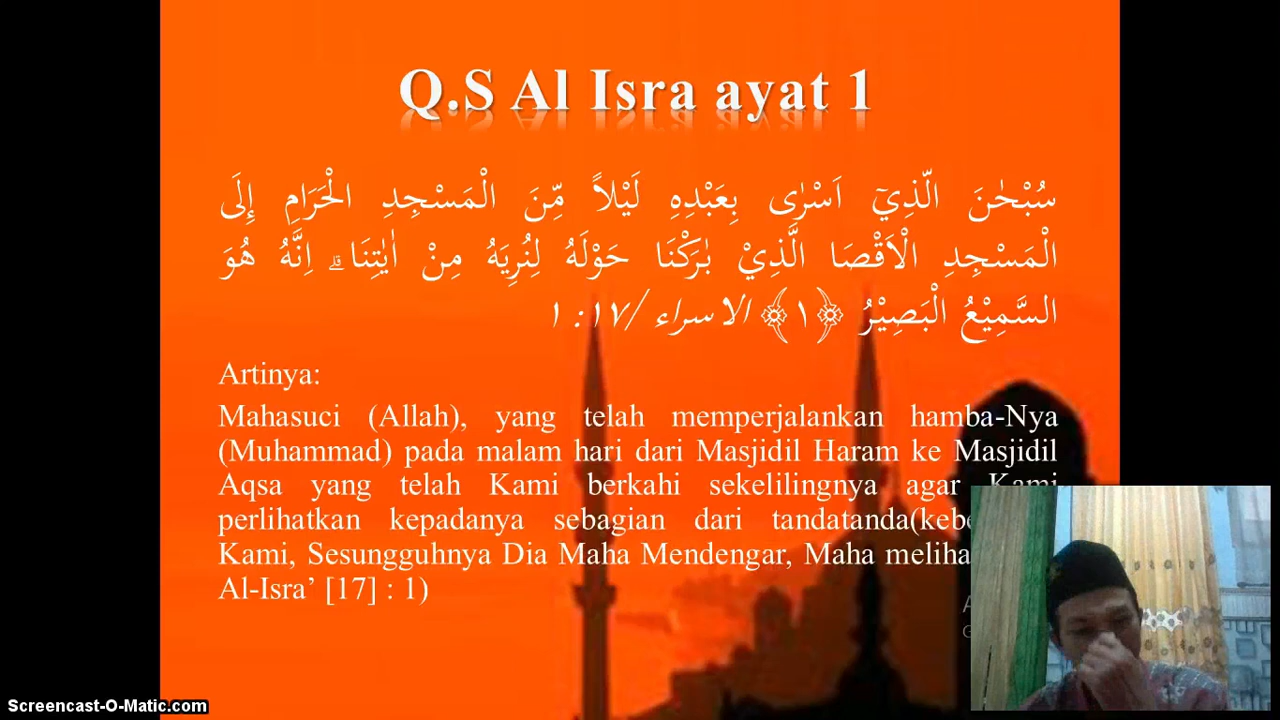 Q.S Al Isra ayat 1
سُبْحٰنَ الَّذِيْٓ اَسْرٰى بِعَبْدِهٖ لَيْلًا مِّنَ الْمَسْجِدِ الْحَرَامِ اِلَى
الْمَسْجِدِ الْاَقْصَا الَّذِيْ بٰرَكْنَا حَوْلَهٗ لِنُرِيَهٗ مِنْ اٰيٰتِنَاۗ اِنَّهٗ هُوَ
السَّمِيْعُ الْبَصِيْرُ ﴿١﴾ الاسراء /١٧: ١
Artinya:
Mahasuci (Allah), yang telah memperjalankan hamba-Nya
(Muhammad) pada malam hari dari Masjidil Haram ke Masjidil
Aqsa yang telah Kami berkahi sekelilingnya agar Kami
perlihatkan kepadanya sebagian dari tandatanda
Kami, Sesungguhnya Dia Maha Mendengar, Maha
Al-Isra’ [17] : 1)
Screencast-O-Matic.com